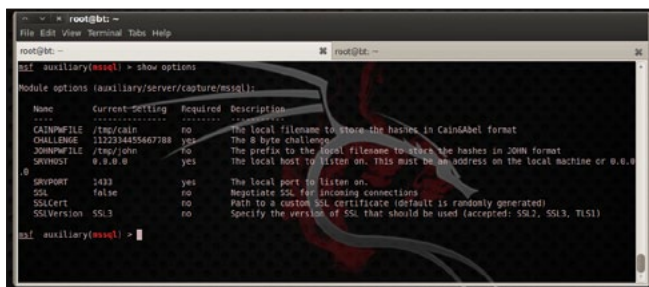 root@bt: ~
File Edit View Terminal Tabs Help
root@bt: ~ root@bt: ~
msf auxiliary(mssql) > show options
Module options (auxiliary/server/capture/mssql):
Name Current Setting Required Description
---- --------------- -------- -----------
CAINPWFILE /tmp/cain no The local filename to store the hashes in Cain&Abel format
CHALLENGE 1122334455667788 yes The 8 byte challenge
JOHNPWFILE /tmp/john no The prefix to the local filename to store the hashes in JOHN format
SRVHOST 0.0.0.0 yes The local host to listen on. This must be an address on the local machine or 0.0.0
.0
SRVPORT 1433 yes The local port to listen on.
SSL false no Negotiate SSL for incoming connections
SSLCert no Path to a custom SSL certificate (default is randomly generated)
SSLVersion SSL3 no Specify the version of SSL that should be used (accepted: SSL2, SSL3, TLS1)
msf auxiliary(mssql) >